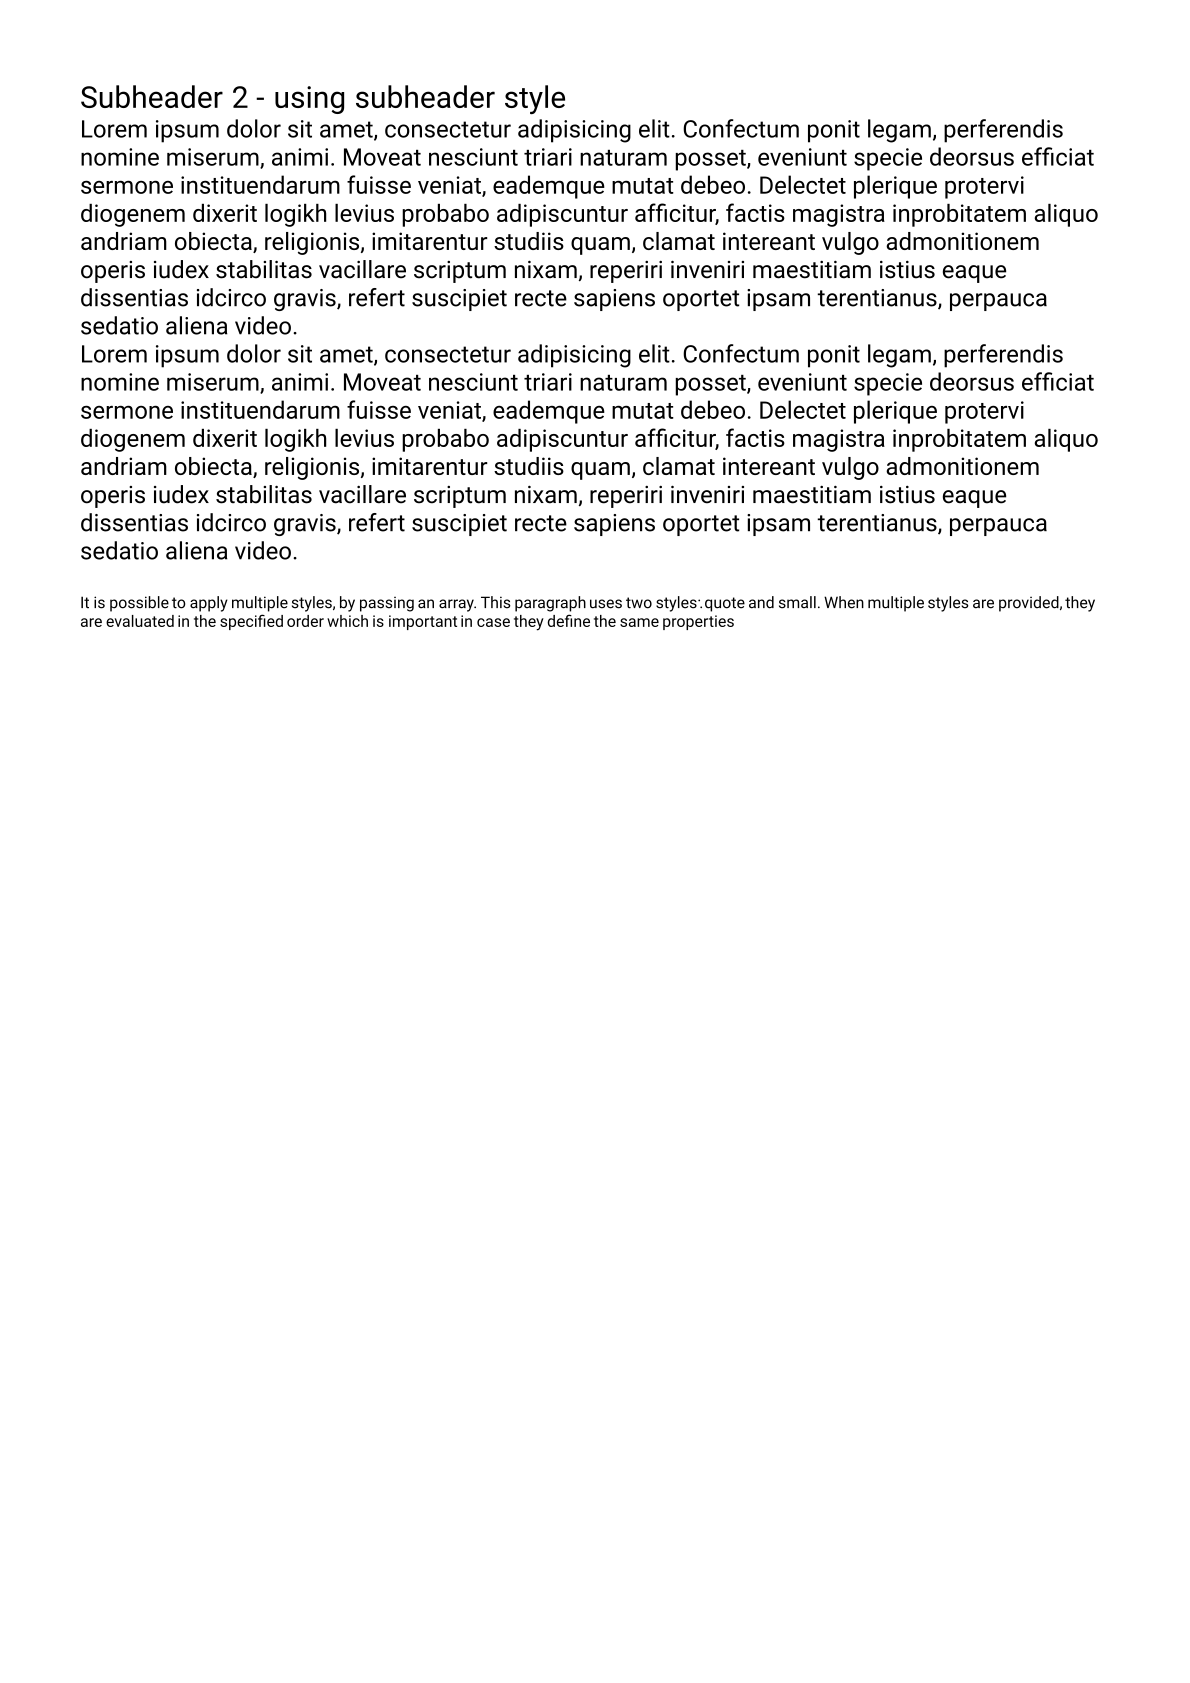 Subheader 2 - using subheader style
Lorem ipsum dolor sit amet, consectetur adipisicing elit. Confectum ponit legam, perferendis
nomine miserum, animi. Moveat nesciunt triari naturam posset, eveniunt specie deorsus efficiat
sermone instituendarum fuisse veniat, eademque mutat debeo. Delectet plerique protervi
diogenem dixerit logikh levius probabo adipiscuntur afficitur, factis magistra inprobitatem aliquo
andriam obiecta, religionis, imitarentur studiis quam, clamat intereant vulgo admonitionem
operis iudex stabilitas vacillare scriptum nixam, reperiri inveniri maestitiam istius eaque
dissentias idcirco gravis, refert suscipiet recte sapiens oportet ipsam terentianus, perpauca
sedatio aliena video.
Lorem ipsum dolor sit amet, consectetur adipisicing elit. Confectum ponit legam, perferendis
nomine miserum, animi. Moveat nesciunt triari naturam posset, eveniunt specie deorsus efficiat
sermone instituendarum fuisse veniat, eademque mutat debeo. Delectet plerique protervi
diogenem dixerit logikh levius probabo adipiscuntur afficitur, factis magistra inprobitatem aliquo
andriam obiecta, religionis, imitarentur studiis quam, clamat intereant vulgo admonitionem
operis iudex stabilitas vacillare scriptum nixam, reperiri inveniri maestitiam istius eaque
dissentias idcirco gravis, refert suscipiet recte sapiens oportet ipsam terentianus, perpauca
sedatio aliena video.
It is possible to apply multiple styles, by passing an array. This paragraph uses two styles: quote and small. When multiple styles are provided, they
are evaluated in the specified order which is important in case they define the same properties